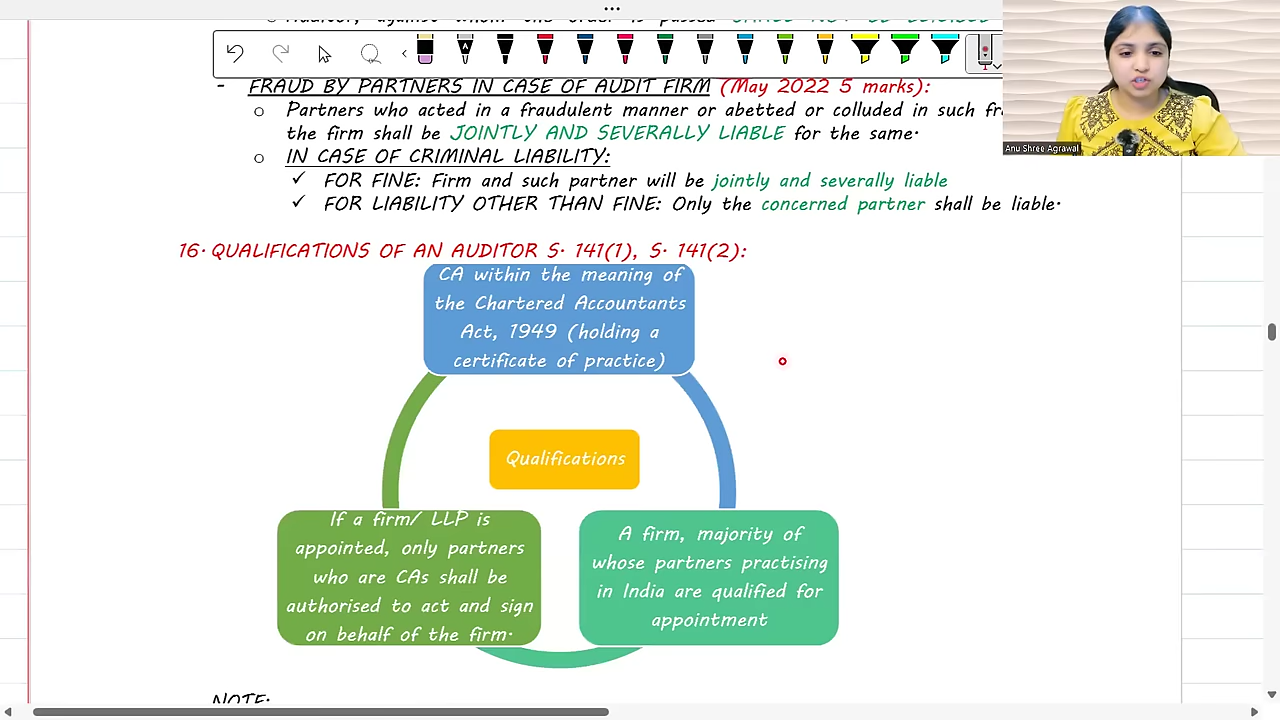 - FRAUD BY PARTNERS IN CASE OF AUDIT FIRM (May 2022 5 marks):
o Partners who acted in a fraudulent manner or abetted or colluded in such
the firm shall be JOINTLY AND SEVERALLY LIABLE for the same.
o IN CASE OF CRIMINAL LIABILITY:
✓ FOR FINE: Firm and such partner will be jointly and severally liable
✓ FOR LIABILITY OTHER THAN FINE: Only the concerned partner shall be liable.
Anu Shree Agrawal
16. QUALIFICATIONS OF AN AUDITOR S. 141(1), S. 141(2):
CA within the meaning of
the Chartered Accountants
Act, 1949 (holding a
certificate of practice)
Qualifications
If a firm/ LLP is
appointed, only partners
who are CAs shall be
authorised to act and sign
on behalf of the firm.
A firm, majority of
whose partners practising
in India are qualified for
appointment
NOTE: